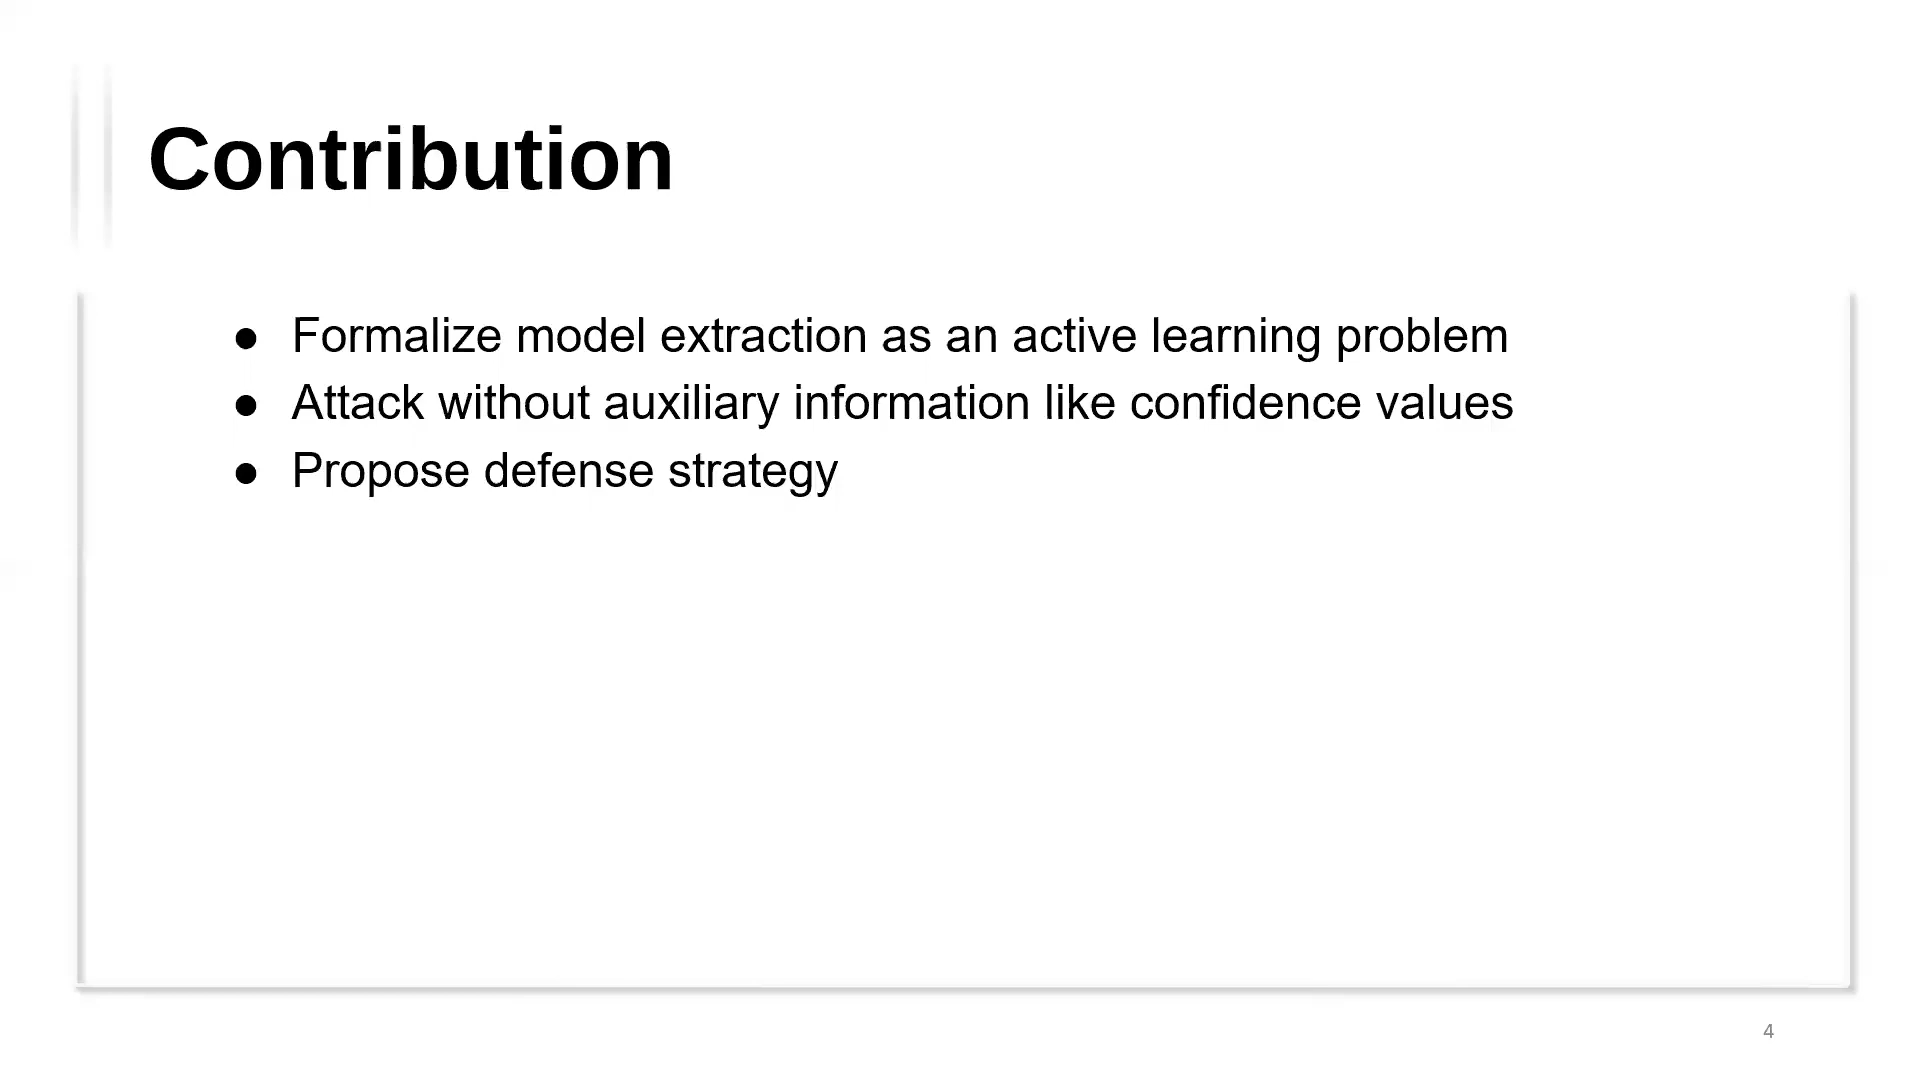 Contribution
● Formalize model extraction as an active learning problem
● Attack without auxiliary information like confidence values
● Propose defense strategy
4